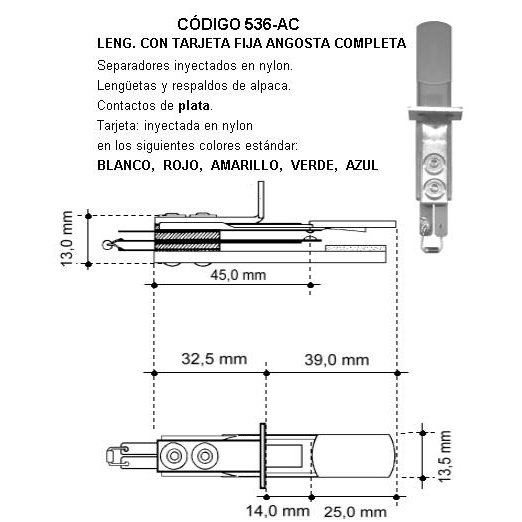 CÓDIGO 536-AC
LENG. CON TARJETA FIJA ANGOSTA COMPLETA
Separadores inyectados en nylon.
Lengüetas y respaldos de alpaca.
Contactos de plata.
Tarjeta: inyectada en nylon
en los siguientes colores estándar:
BLANCO, ROJO, AMARILLO, VERDE, AZUL
13,0 mm
45,0 mm
32,5 mm
39,0 mm
13,5 mm
14,0 mm
25,0 mm